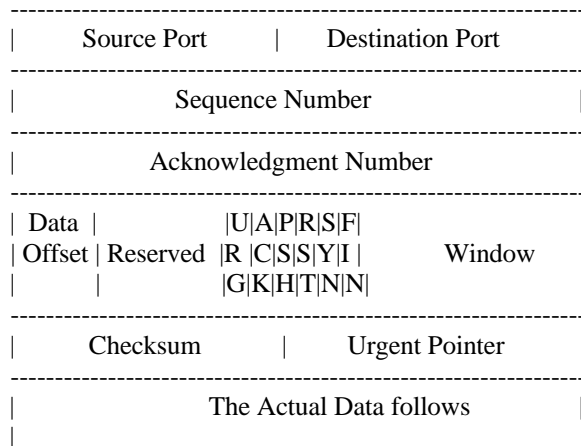 ------------------------------------------------------------------
| Source Port | Destination Port
------------------------------------------------------------------
| Sequence Number |
------------------------------------------------------------------
| Acknowledgment Number
------------------------------------------------------------------
| Data | |U|A|P|R|S|F|
| Offset | Reserved |R |C|S|S|Y|I | Window
| | |G|K|H|T|N|N|
------------------------------------------------------------------
| Checksum | Urgent Pointer
------------------------------------------------------------------
| The Actual Data follows |
|